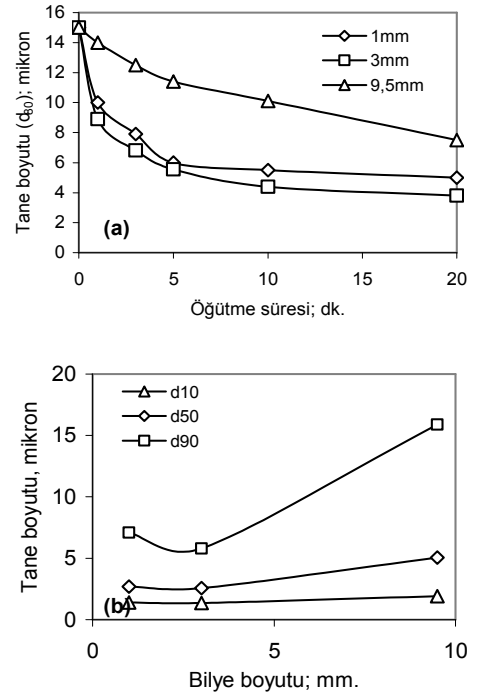 Tane boyutu (d80); mikron
16
14
12
10
8
6
4
2
0
1mm
3mm
9,5mm
(a)
0 5 10 15 20
Öğütme süresi; dk.
Tane boyutu, mikron
20
15
10
5
0
d10
d50
d90
(b)
0 5 10
Bilye boyutu; mm.